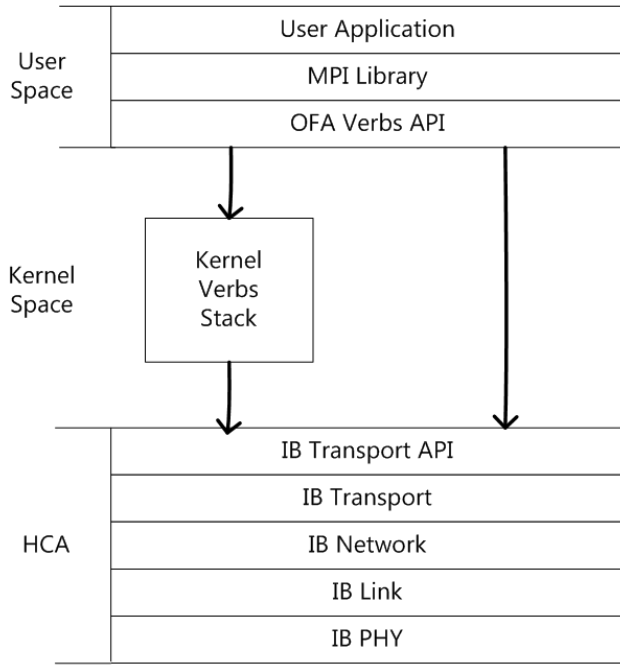 User Application
User
Space
MPI Library
OFA Verbs API
Kernel
Space
Kernel
Verbs
Stack
IB Transport API
IB Transport
HCA
IB Network
IB Link
IB PHY